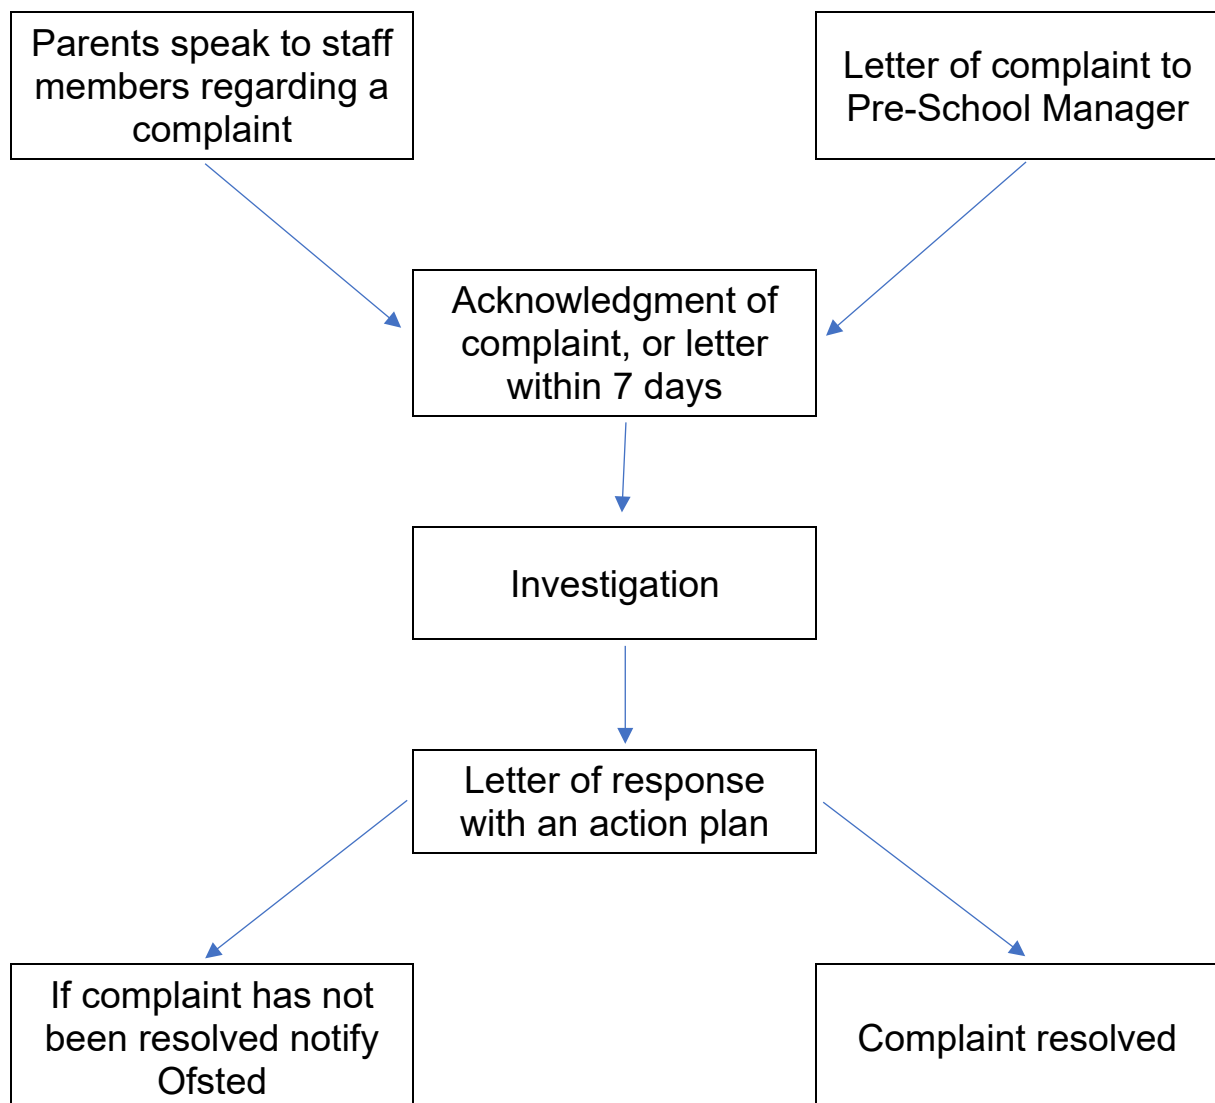 Parents speak to staff
members regarding a
complaint
Letter of complaint to
Pre-School Manager
Acknowledgment of
complaint, or letter
within 7 days
Investigation
Letter of response
with an action plan
If complaint has not
been resolved notify
Ofsted
Complaint resolved